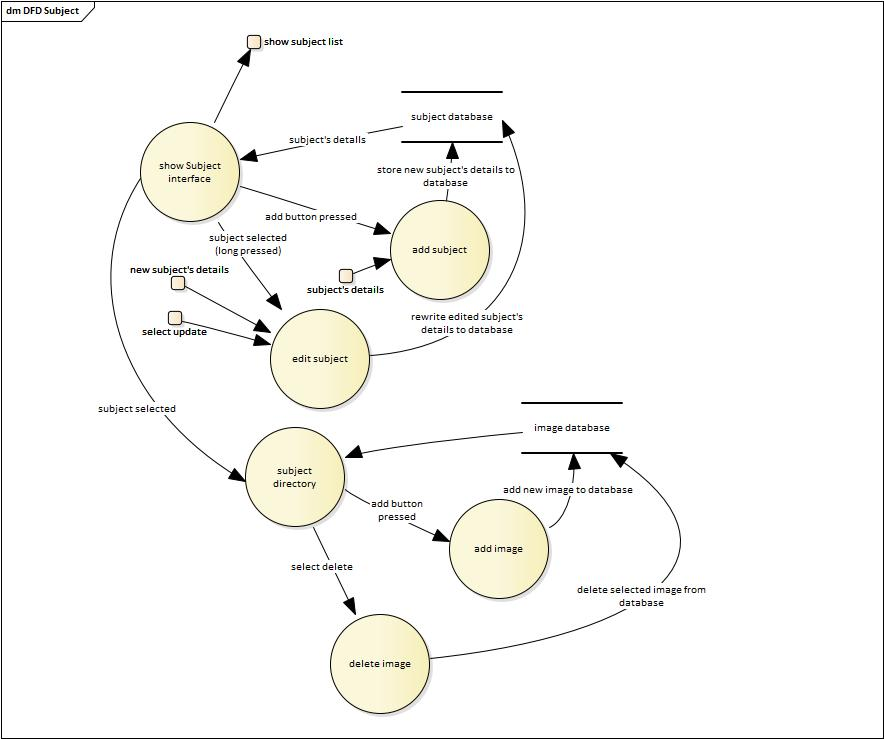 dm DFD Subject
show subject list
subject database
subject's details
show Subject
interface
store new subject's details to
database
add button pressed
subject selected
(long pressed)
add subject
new subject's details
subject's details
select update
rewrite edited subject's
details to database
edit subject
subject selected
image database
subject
directory
add new image to database
add button
pressed
add image
select delete
delete selected image from
database
delete image